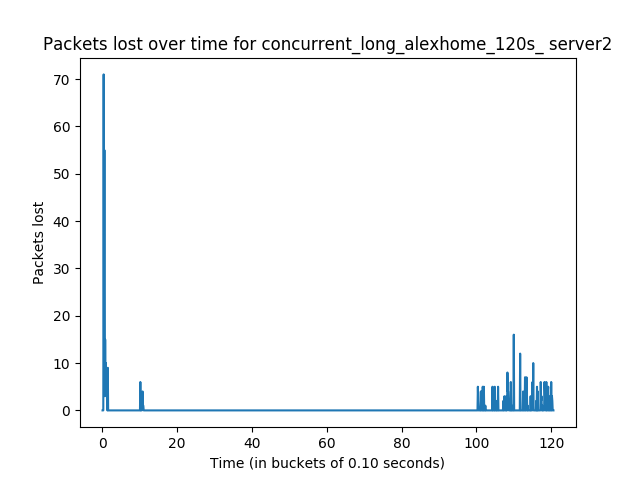 Packets lost over time for concurrent_long_alexhome_120s_ server2
Packets lost
70
60
50
40
30
20
10
0
0 20 40 60 80 100 120
Time (in buckets of 0.10 seconds)